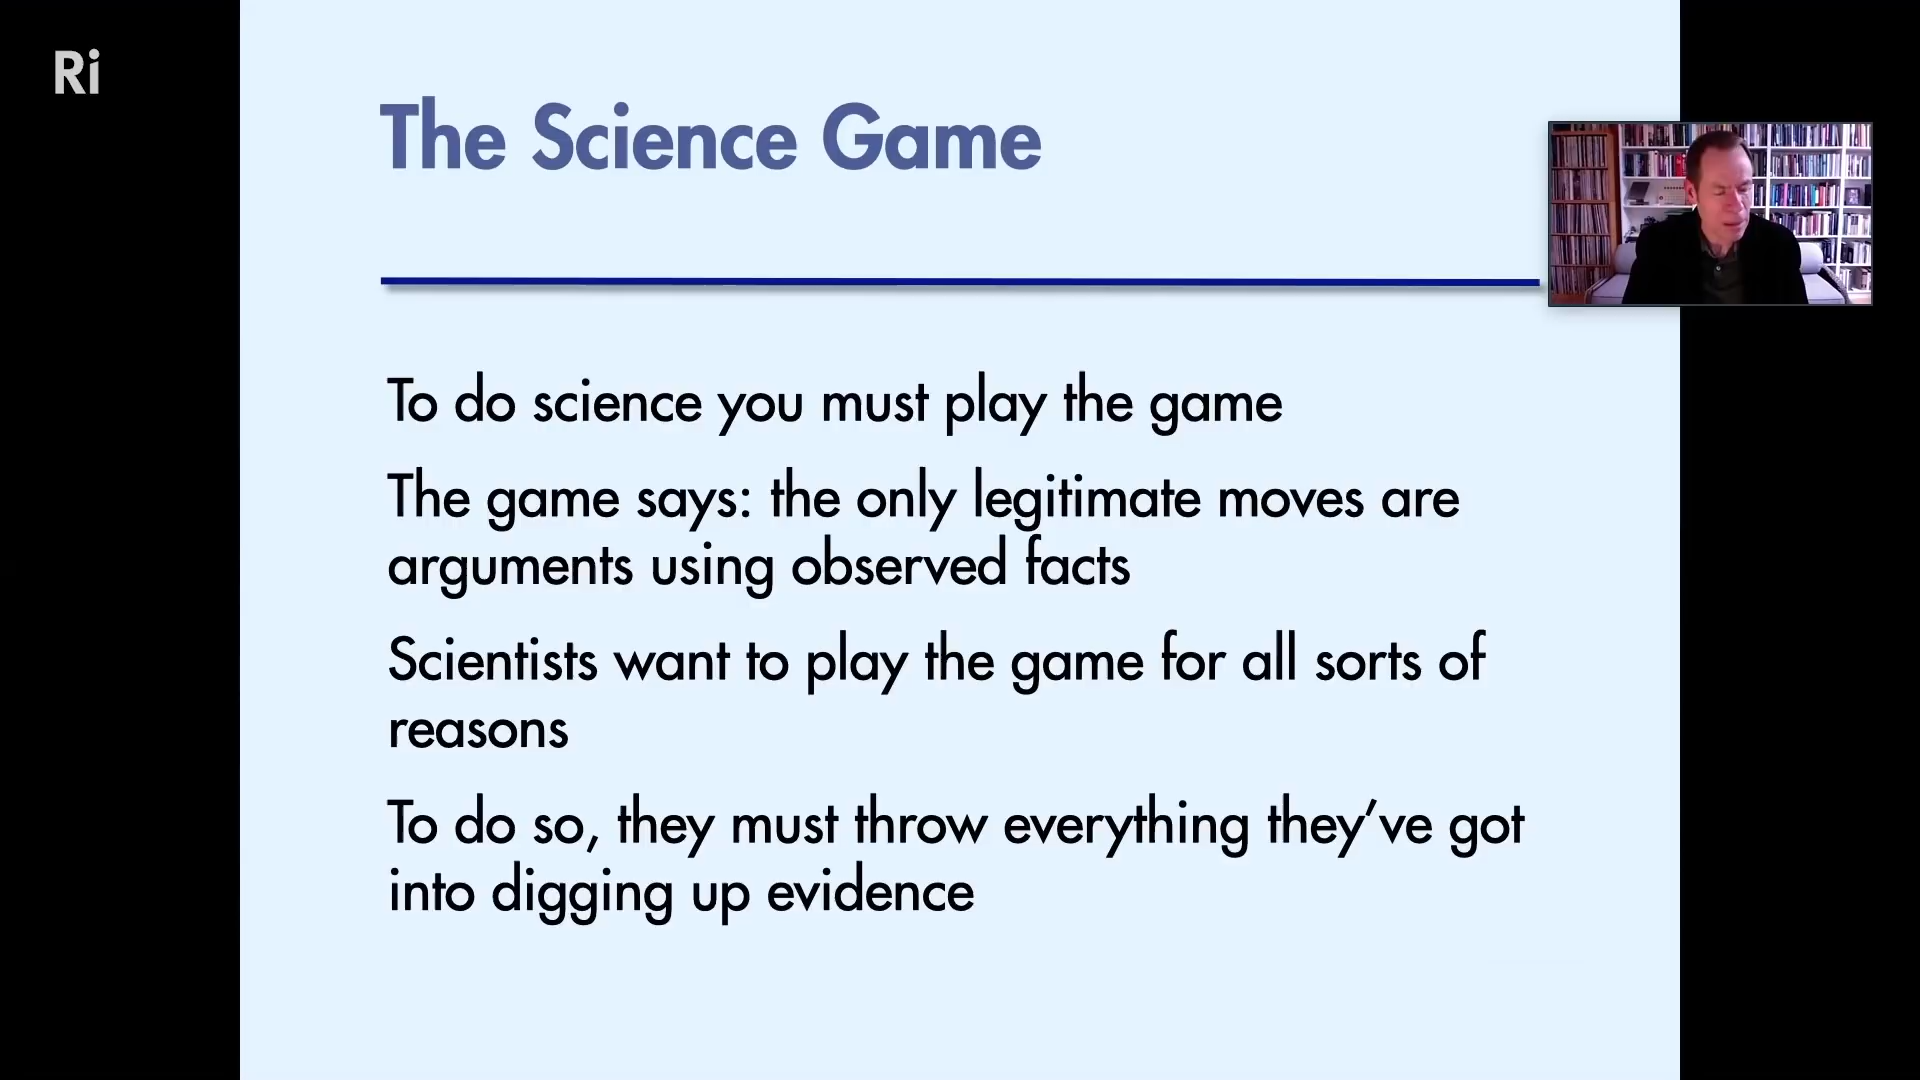 Ri
The Science Game
To do science you must play the game
The game says: the only legitimate moves are
arguments using observed facts
Scientists want to play the game for all sorts of
reasons
To do so, they must throw everything they’ve got
into digging up evidence